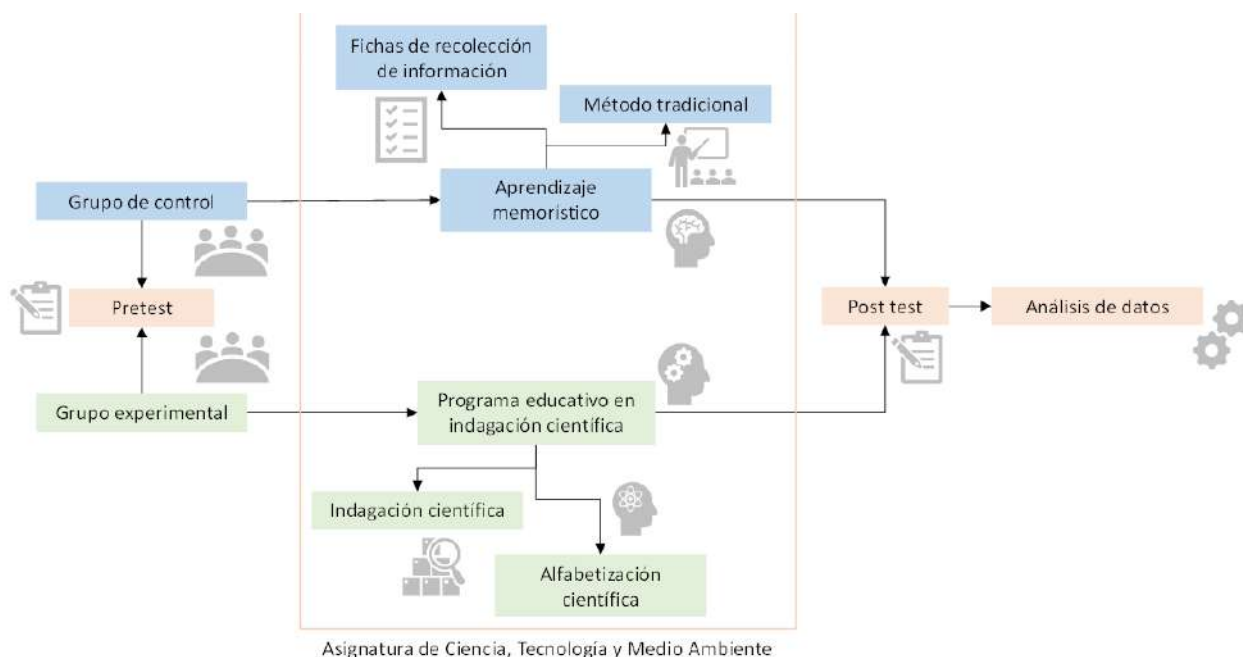 Fichas de recolección
de información
Método tradicional
Grupo de control
Aprendizaje
memorístico
Pretest
Post test
Análisis de datos
Grupo experimental
Programa educativo en
indagación científica
Indagación científica
Alfabetización
científica
Asignatura de Ciencia, Tecnología y Medio Ambiente